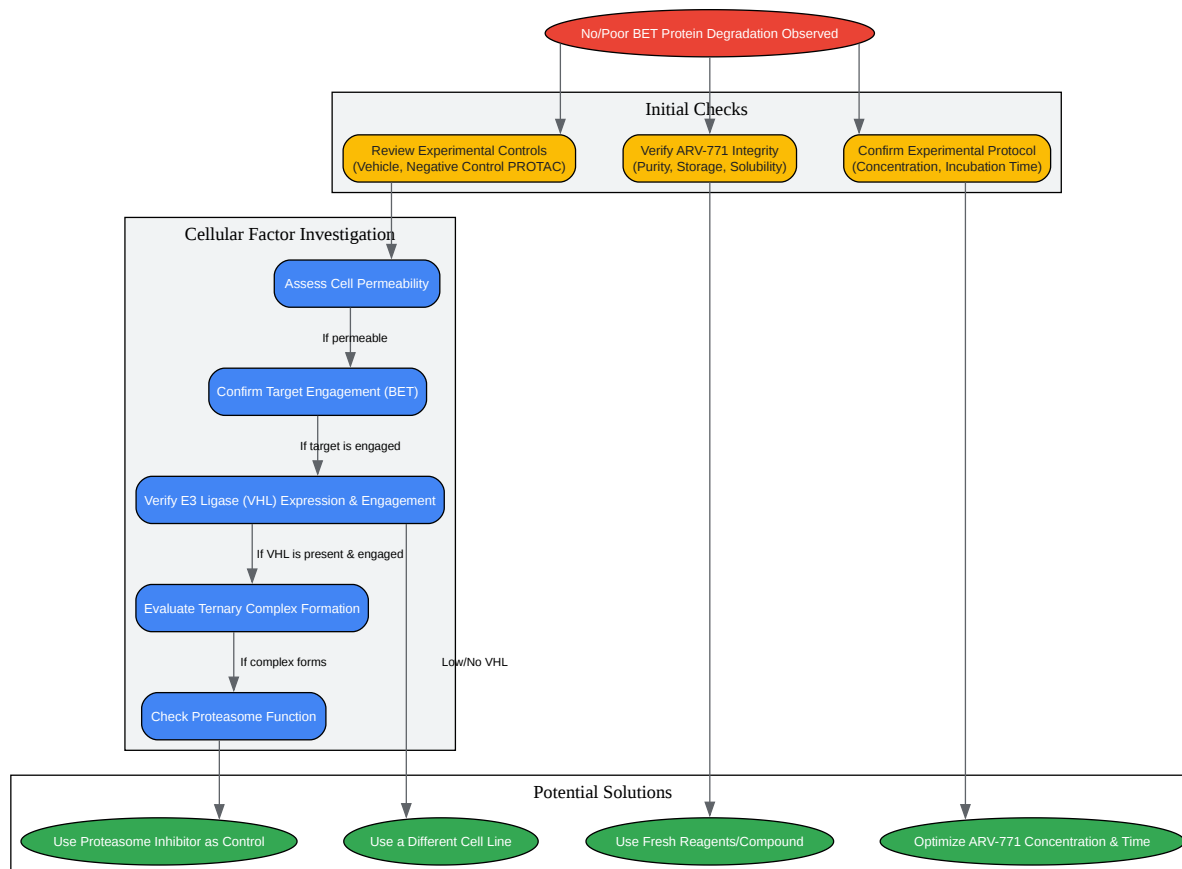 No/Poor BET Protein Degradation Observed
Initial Checks
Review Experimental Controls
(Vehicle, Negative Control PROTAC)
Verify ARV-771 Integrity
(Purity, Storage, Solubility)
Confirm Experimental Protocol
(Concentration, Incubation Time)
Cellular Factor Investigation
Assess Cell Permeability
If permeable
Confirm Target Engagement (BET)
If target is engaged
Verify E3 Ligase (VHL) Expression & Engagement
If VHL is present & engaged
Evaluate Ternary Complex Formation
If complex forms
Low/No VHL
Check Proteasome Function
Potential Solutions
Use Proteasome Inhibitor as Control
Use a Different Cell Line
Use Fresh Reagents/Compound
Optimize ARV-771 Concentration & Time